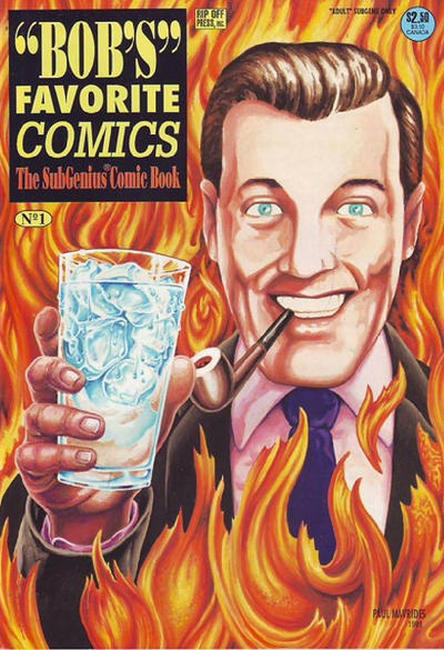 "BOB'S"
FAVORITE
COMICS
The SubGenius® Comic Book
Nº1
RIP OFF
PRESS, INC.
"ADULT" SUBGENII ONLY
$2.50
$3.10
CANADA
PAUL MAVRIDES
1991